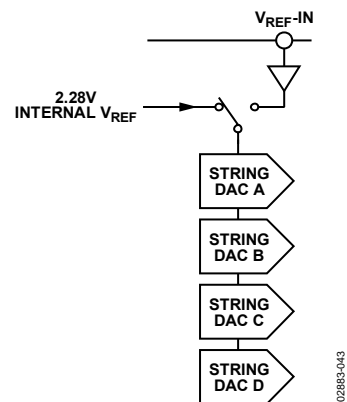 VREF-IN
2.28V
INTERNAL VREF
STRING
DAC A
STRING
DAC B
STRING
DAC C
STRING
DAC D
02883-043